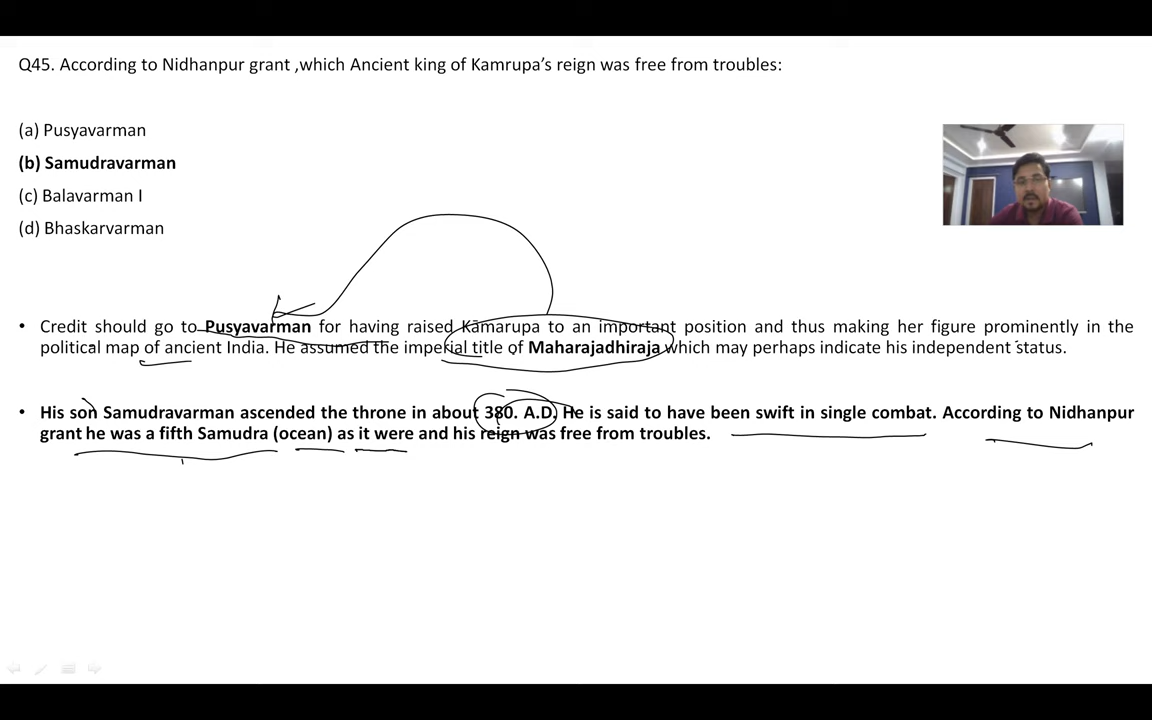 Q45. According to Nidhanpur grant ,which Ancient king of Kamrupa's reign was free from troubles:
(a) Pusyavarman
(b) Samudravarman
(c) Balavarman I
(d) Bhaskarvarman
• Credit should go to Pusyavarman for having raised Kāmarupa to an important position and thus making her figure prominently in the
political map of ancient India. He assumed the imperial title of Maharajadhiraja which may perhaps indicate his independent status.
• His son Samudravarman ascended the throne in about 380. A.D. He is said to have been swift in single combat. According to Nidhanpur
grant he was a fifth Samudra (ocean) as it were and his reign was free from troubles.